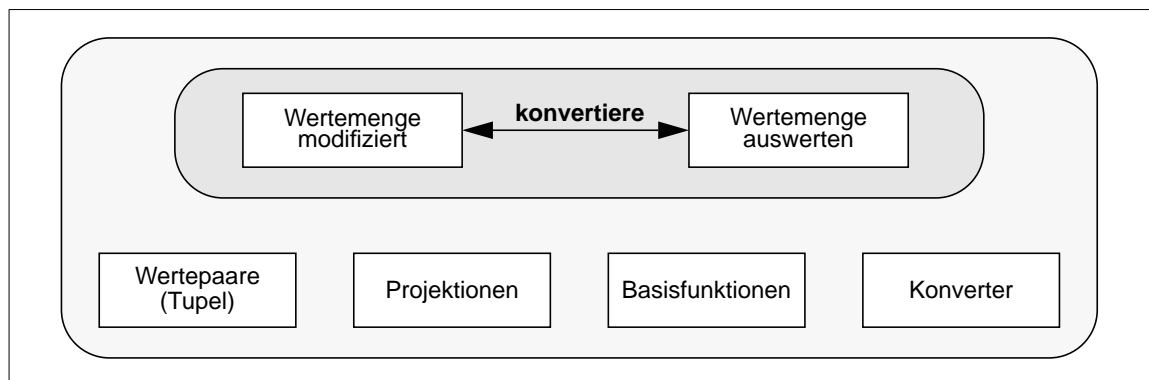 Wertemenge
modifiziert
konvertiere
Wertemenge
auswerten
Wertepaare
(Tupel)
Projektionen
Basisfunktionen
Konverter